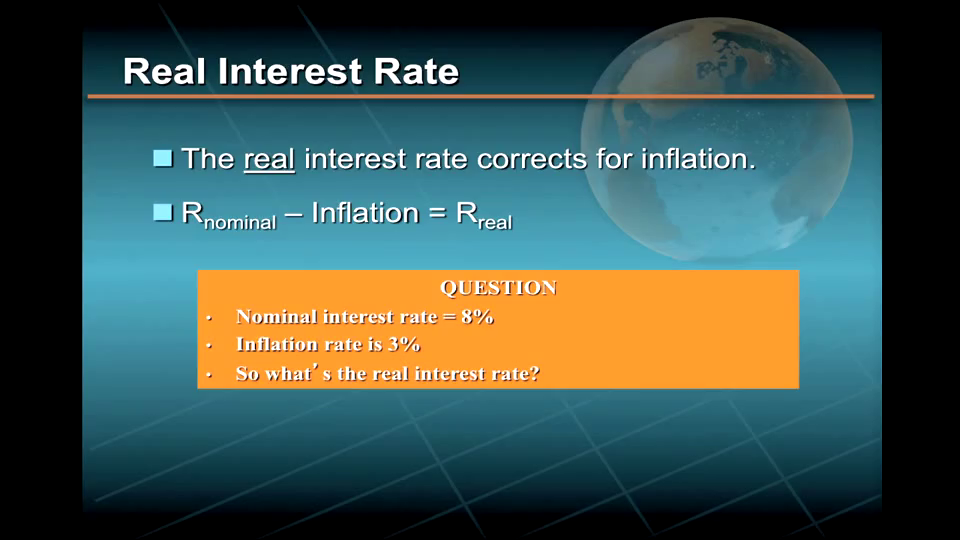 Real Interest Rate
The real interest rate corrects for inflation.
Rnominal – Inflation = Rreal
QUESTION
• Nominal interest rate = 8%
• Inflation rate is 3%
• So what’s the real interest rate?